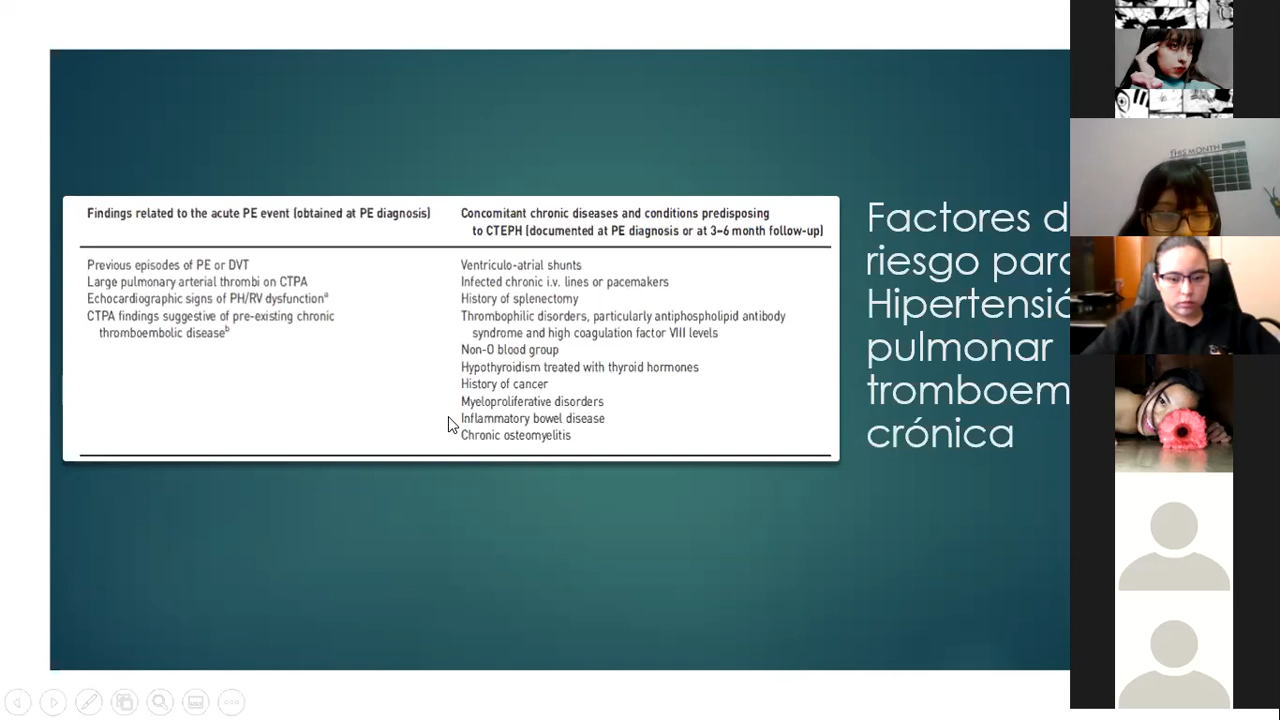 Findings related to the acute PE event (obtained at PE diagnosis)
Concomitant chronic diseases and conditions predisposing
to CTEPH (documented at PE diagnosis or at 3–6 month follow-up)
Previous episodes of PE or DVT
Large pulmonary arterial thrombi on CTPA
Echocardiographic signs of PH/RV dysfunctionª
CTPA findings suggestive of pre-existing chronic
thromboembolic diseaseᵇ
Ventriculo-atrial shunts
Infected chronic i.v. lines or pacemakers
History of splenectomy
Thrombophilic disorders, particularly antiphospholipid antibody
syndrome and high coagulation factor VIII levels
Non-O blood group
Hypothyroidism treated with thyroid hormones
History of cancer
Myeloproliferative disorders
Inflammatory bowel disease
Chronic osteomyelitis
Factores d
riesgo para
Hipertensió
pulmonar
tromboem
crónica
THIS MONTH